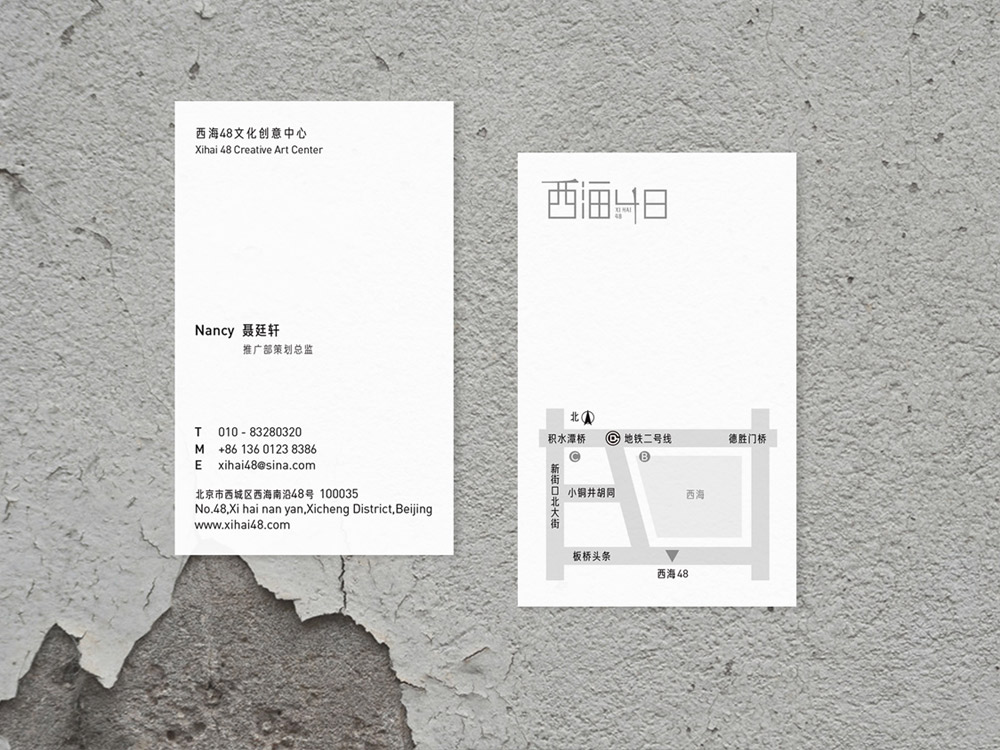 西海48文化创意中心
Xihai 48 Creative Art Center
Nancy 聂廷轩
推广部策划总监
T 010 - 83280320
M +86 136 0123 8386
E xihai48@sina.com
北京市西城区西海南沿48号 100035
No.48,Xi hai nan yan,Xicheng District,Beijing
www.xihai48.com
西海48
XI HAI
48
北
积水潭桥
地铁二号线
德胜门桥
C
B
新街口北大街
小铜井胡同
西海
板桥头条
西海48